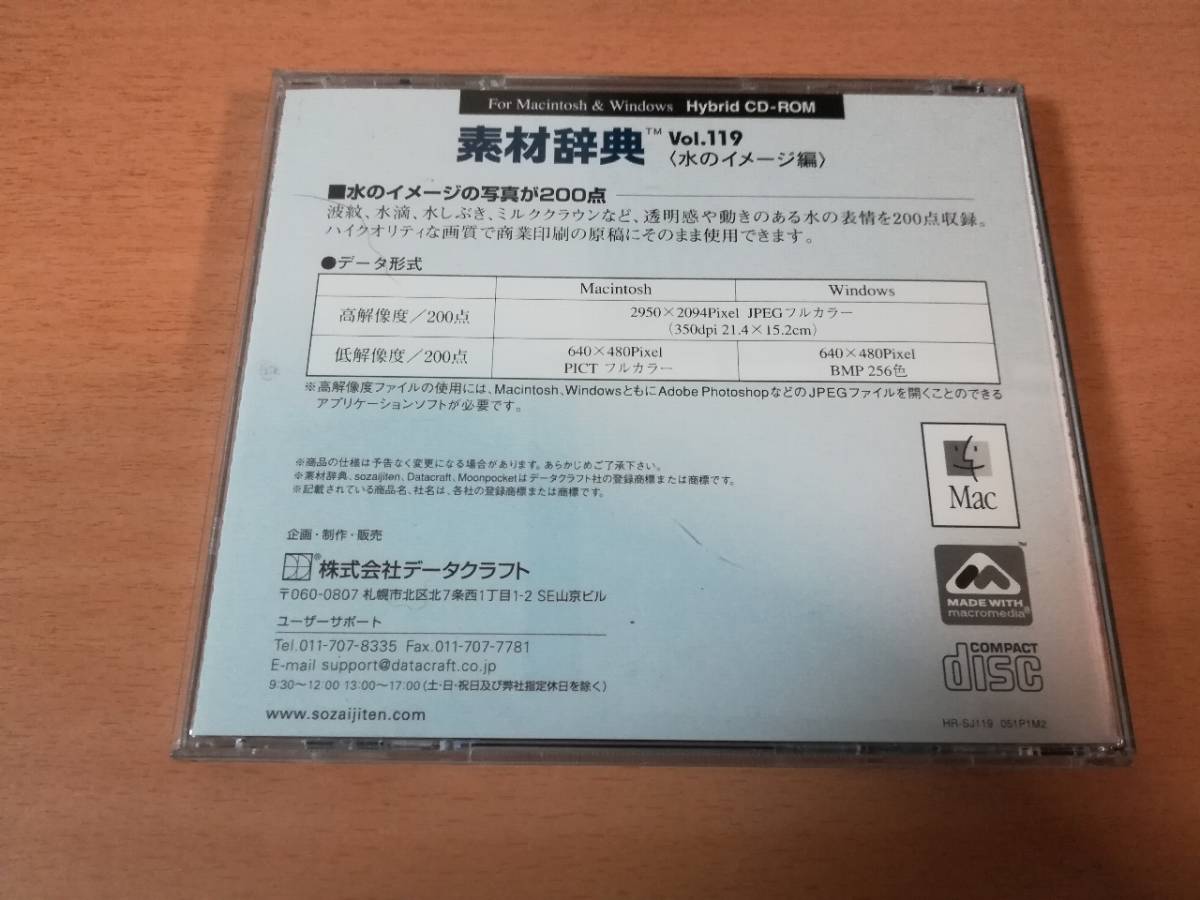 For Macintosh & Windows Hybrid CD-ROM
素材辞典™ Vol.119
〈水のイメージ編〉
■水のイメージの写真が200点
波紋、水滴、水しぶき、ミルククラウンなど、透明感や動きのある水の表情を200点収録。
ハイクオリティな画質で商業印刷の原稿にそのまま使用できます。
●データ形式
Macintosh Windows
高解像度/200点 2950×2094Pixel JPEGフルカラー
(350dpi 21.4×15.2cm)
低解像度/200点 640×480Pixel 640×480Pixel
PICT フルカラー BMP 256色
※高解像度ファイルの使用には、Macintosh、WindowsともにAdobe PhotoshopなどのJPEGファイルを開くことのできる
アプリケーションソフトが必要です。
※商品の仕様は予告なく変更になる場合があります。あらかじめご了承下さい。
※素材辞典、sozaijiten、Datacraft、Moonpocketはデータクラフト社の登録商標または商標です。
※記載されている商品名、社名は、各社の登録商標または商標です。
Mac
企画・制作・販売
®株式会社データクラフト
〒060-0807 札幌市北区北7条西1丁目1-2 SE山京ビル
™
MADE WITH
macromedia®
ユーザーサポート
Tel.011-707-8335 Fax.011-707-7781
E-mail support@datacraft.co.jp
9:30〜12:00 13:00〜17:00(土・日・祝日及び弊社指定休日を除く)
COMPACT
disc
www.sozaijiten.com
HR-SJ119 051P1M2